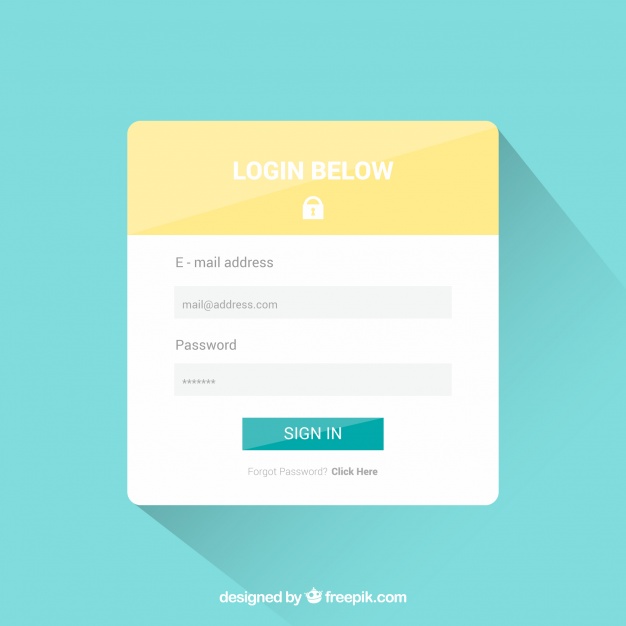 LOGIN BELOW
E - mail address
mail@address.com
Password
*******
SIGN IN
Forgot Password? Click Here
designed by freepik.com